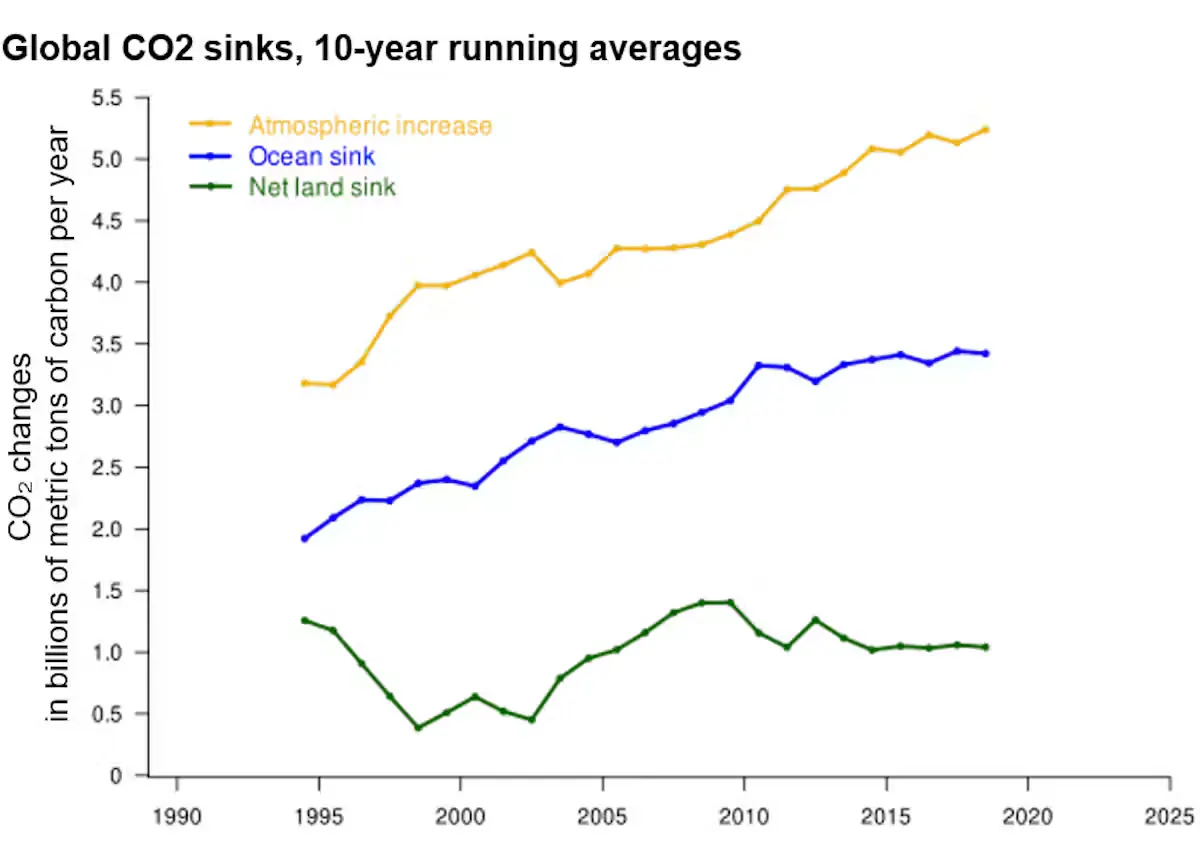 Global CO2 sinks, 10-year running averages
CO₂ changes
in billions of metric tons of carbon per year
5.5
5.0
4.5
4.0
3.5
3.0
2.5
2.0
1.5
1.0
0.5
0
Atmospheric increase
Ocean sink
Net land sink
1990 1995 2000 2005 2010 2015 2020 2025